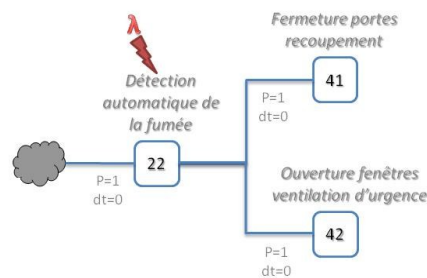 λ
Fermeture portes
recoupement
Détection
automatique de
la fumée
P=1
dt=0
41
22
P=1
dt=0
Ouverture fenêtres
ventilation d'urgence
P=1
dt=0
42